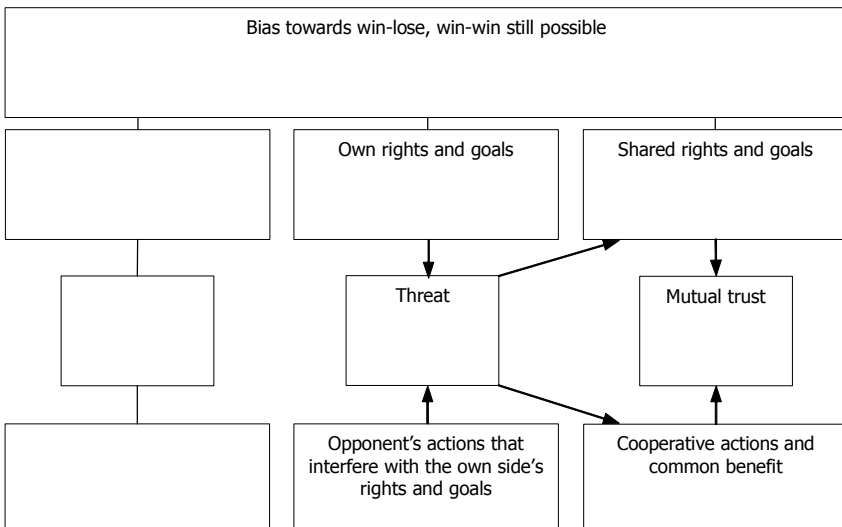 Bias towards win-lose, win-win still possible
Own rights and goals
Shared rights and goals
Threat
Mutual trust
Opponent’s actions that
interfere with the own side’s
rights and goals
Cooperative actions and
common benefit